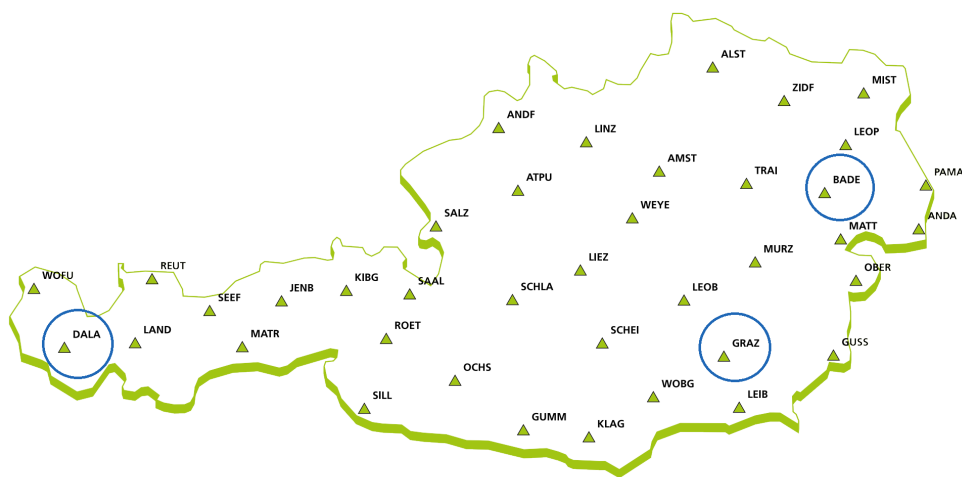 ALST
ZIDF
MIST
ANDF
LINZ
LEOP
AMST
TRAI
BADE
PAMA
ATPU
WEYE
SALZ
MATT
ANDA
MURZ
LIEZ
OBER
WOFU
REUT
KIBG
SAAL
JENB
SCHLA
LEOB
SEEF
DALA
LAND
MATR
ROET
SCHEI
GRAZ
GUSS
OCHS
WOBG
SILL
LEIB
GUMM
KLAG